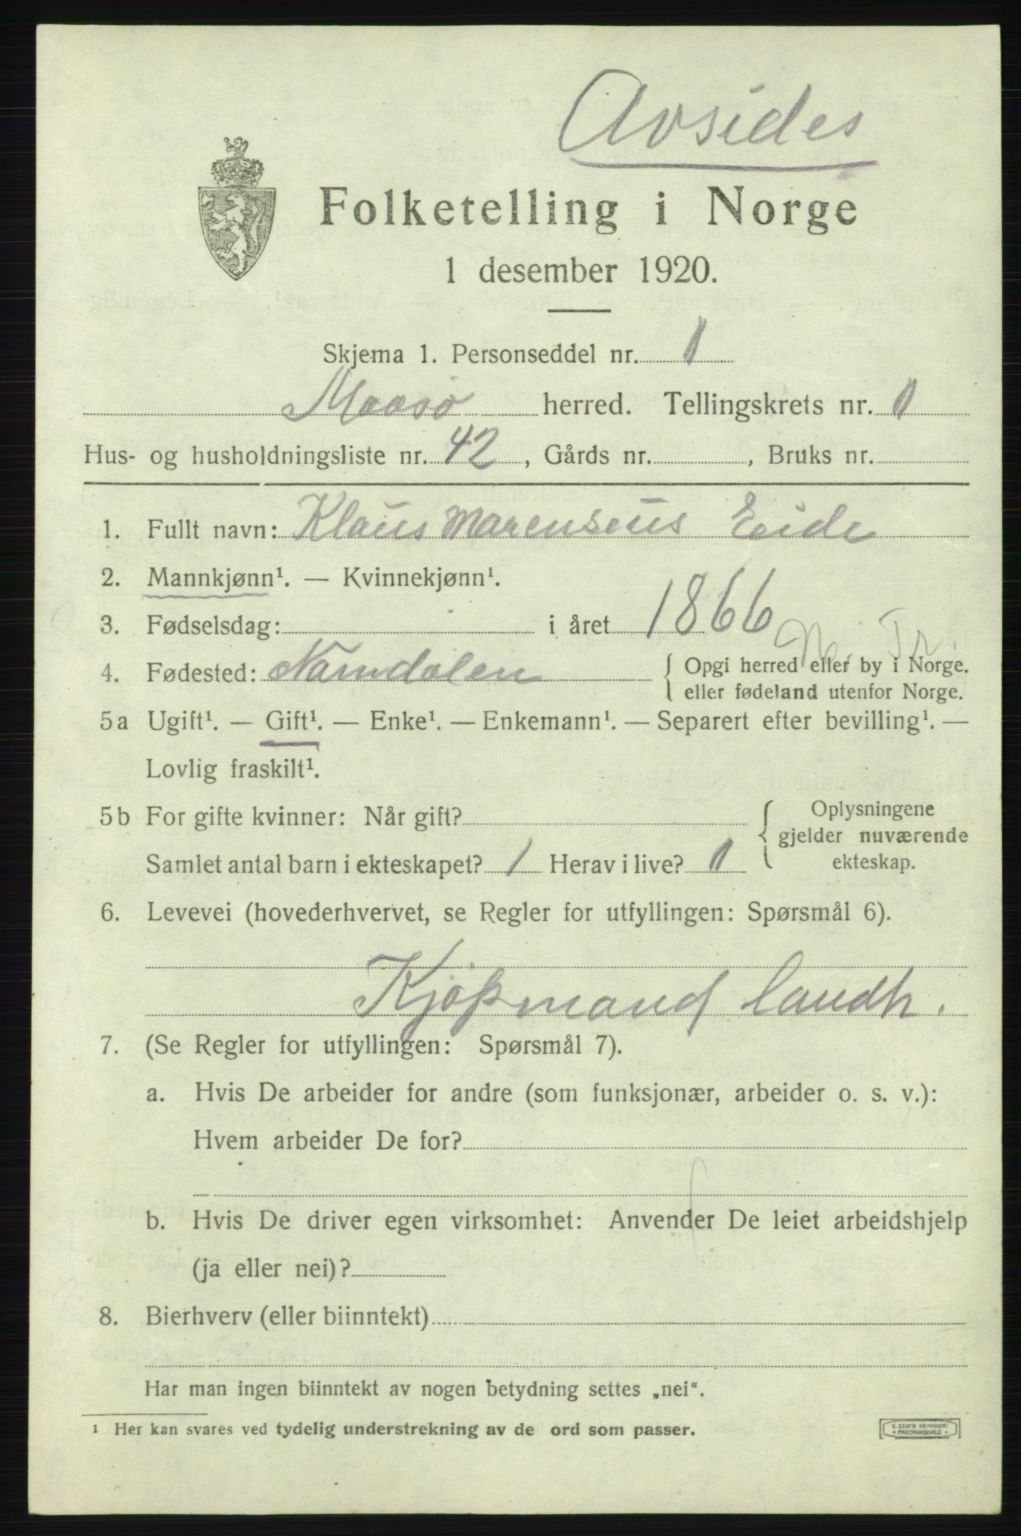 Avsides
Folketelling i Norge
1 desember 1920.
Skjema 1. Personseddel nr. 1
Maasø herred. Tellingskrets nr. 1
Hus- og husholdningsliste nr. 42, Gårds nr. , Bruks nr.
1. Fullt navn: Klaus Marenseus Eide
2. Mannkjønn¹. — Kvinnekjønn¹.
3. Fødselsdag: i året 1866
N. Tr.
4. Fødested: Namdalen { Opgi herred eller by i Norge.
eller fødeland utenfor Norge.
5a Ugift¹. — Gift¹. — Enke¹. — Enkemann¹. — Separert efter bevilling¹. —
Lovlig fraskilt¹.
5b For gifte kvinner: Når gift?
Samlet antal barn i ekteskapet? 1 Herav i live? 1
{ Oplysningene
gjelder nuværende
ekteskap.
6. Levevei (hovederhvervet, se Regler for utfyllingen: Spørsmål 6).
Kjøpmand landh.
7. (Se Regler for utfyllingen: Spørsmål 7).
a. Hvis De arbeider for andre (som funksjonær, arbeider o. s. v.):
Hvem arbeider De for?
b. Hvis De driver egen virksomhet: Anvender De leiet arbeidshjelp
(ja eller nei)?
8. Bierhverv (eller biinntekt)
Har man ingen biinntekt av nogen betydning settes „nei".
¹ Her kan svares ved tydelig understrekning av de ord som passer.